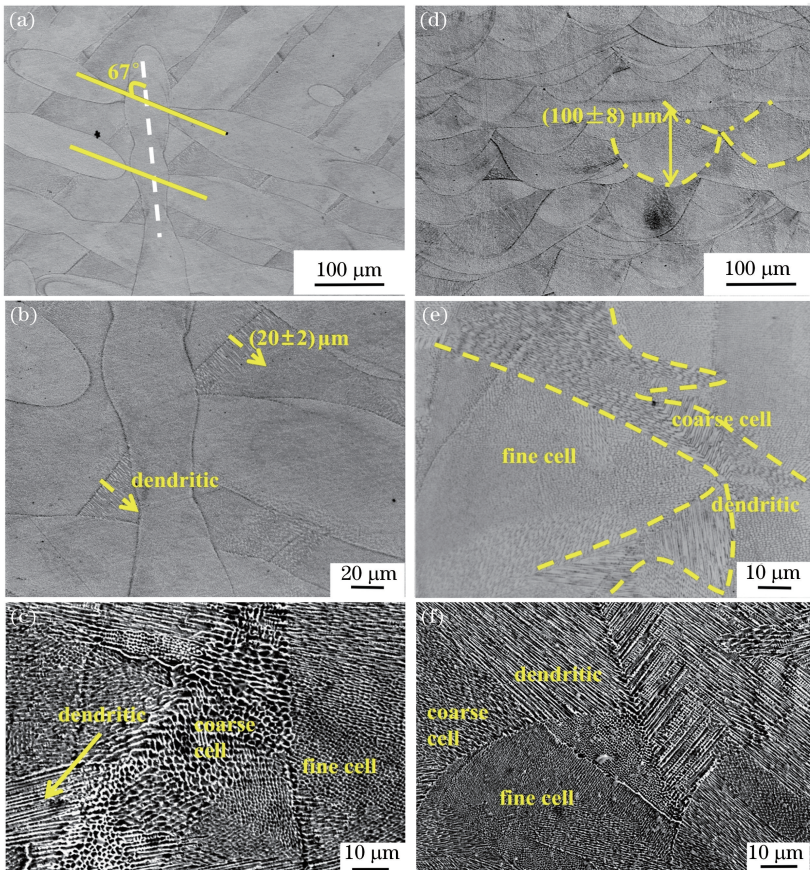 (a)
67°
100 μm
(b)
(20±2) μm
dendritic
20 μm
(c)
dendritic
coarse
cell
fine cell
10 μm
(d)
(100±8) μm
100 μm
(e)
coarse cell
fine cell
dendritic
10 μm
(f)
dendritic
coarse
cell
fine cell
10 μm